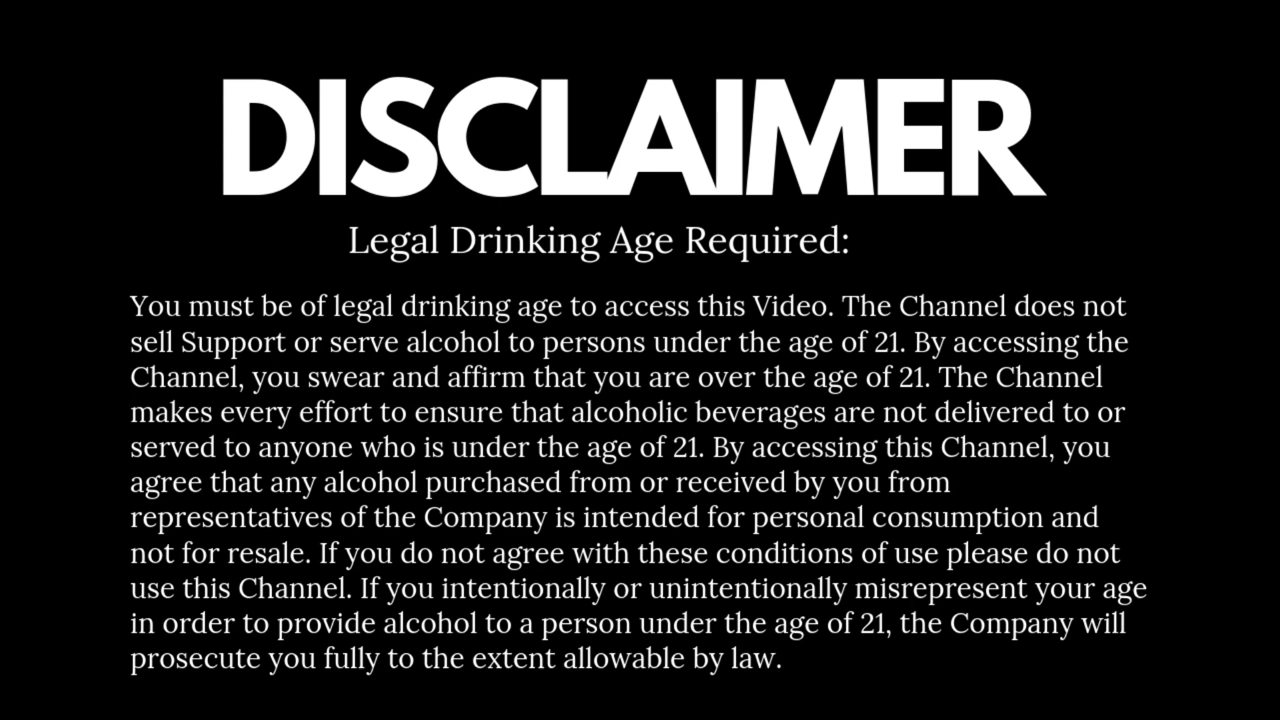 DISCLAIMER
Legal Drinking Age Required:
You must be of legal drinking age to access this Video. The Channel does not
sell Support or serve alcohol to persons under the age of 21. By accessing the
Channel, you swear and affirm that you are over the age of 21. The Channel
makes every effort to ensure that alcoholic beverages are not delivered to or
served to anyone who is under the age of 21. By accessing this Channel, you
agree that any alcohol purchased from or received by you from
representatives of the Company is intended for personal consumption and
not for resale. If you do not agree with these conditions of use please do not
use this Channel. If you intentionally or unintentionally misrepresent your age
in order to provide alcohol to a person under the age of 21, the Company will
prosecute you fully to the extent allowable by law.